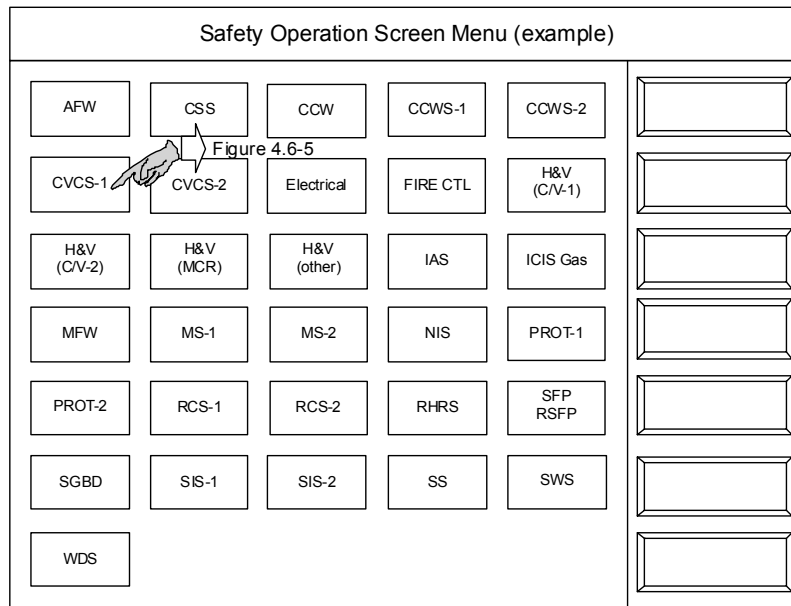 Safety Operation Screen Menu (example)
AFW
CSS
CCW
CCWS-1
CCWS-2
Figure 4.6-5
CVCS-1
CVCS-2
Electrical
FIRE CTL
H&V
(C/V-1)
H&V
(C/V-2)
H&V
(MCR)
H&V
(other)
IAS
ICIS Gas
MFW
MS-1
MS-2
NIS
PROT-1
PROT-2
RCS-1
RCS-2
RHRS
SFP
RSFP
SGBD
SIS-1
SIS-2
SS
SWS
WDS